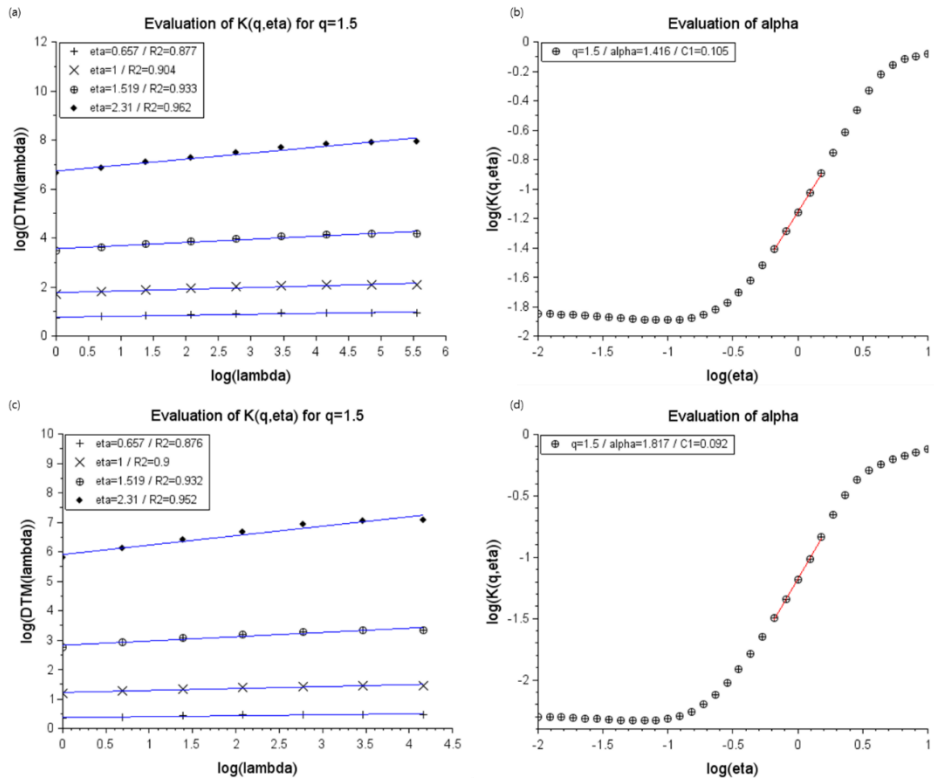 (a)
Evaluation of K(q,eta) for q=1.5
12
10
8
6
4
2
0
eta=0.657 / R2=0.877
eta=1 / R2=0.904
eta=1.519 / R2=0.933
eta=2.31 / R2=0.962
log(DTM(lambda))
0 0.5 1 1.5 2 2.5 3 3.5 4 4.5 5 5.5 6
log(lambda)
(b)
Evaluation of alpha
0
-0.2
-0.4
-0.6
-0.8
-1
-1.2
-1.4
-1.6
-1.8
-2
q=1.5 / alpha=1.416 / C1=0.105
log(K(q,eta))
-2 -1.5 -1 -0.5 0 0.5 1
log(eta)
(c)
Evaluation of K(q,eta) for q=1.5
10
9
8
7
6
5
4
3
2
1
0
eta=0.657 / R2=0.876
eta=1 / R2=0.9
eta=1.519 / R2=0.932
eta=2.31 / R2=0.952
log(DTM(lambda))
0 0.5 1 1.5 2 2.5 3 3.5 4 4.5
log(lambda)
(d)
Evaluation of alpha
0
-0.5
-1
-1.5
-2
q=1.5 / alpha=1.817 / C1=0.092
log(K(q,eta))
-2 -1.5 -1 -0.5 0 0.5 1
log(eta)